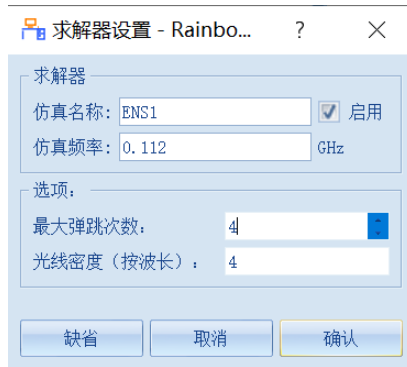 求解器设置 - Rainbo... ?
求解器
仿真名称: ENS1 启用
仿真频率: 0.112 GHz
选项:
最大弹跳次数: 4
光线密度（按波长）: 4
缺省 取消 确认